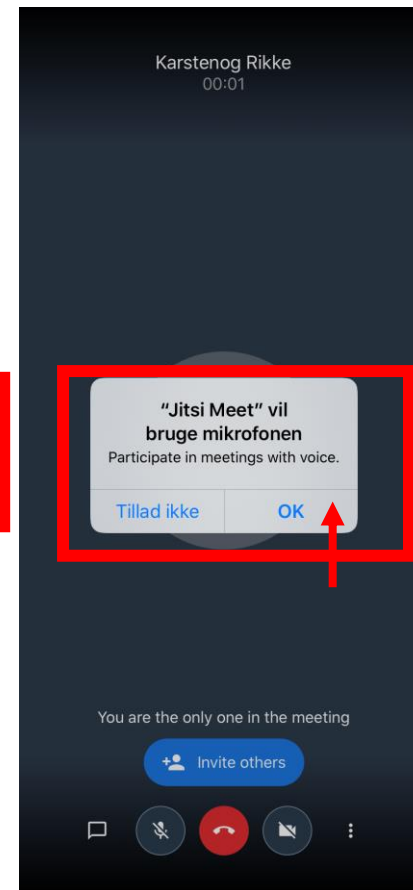 Karstenog Rikke
00:01
“Jitsi Meet” vil
bruge mikrofonen
Participate in meetings with voice.
Tillad ikke
OK
You are the only one in the meeting
Invite others